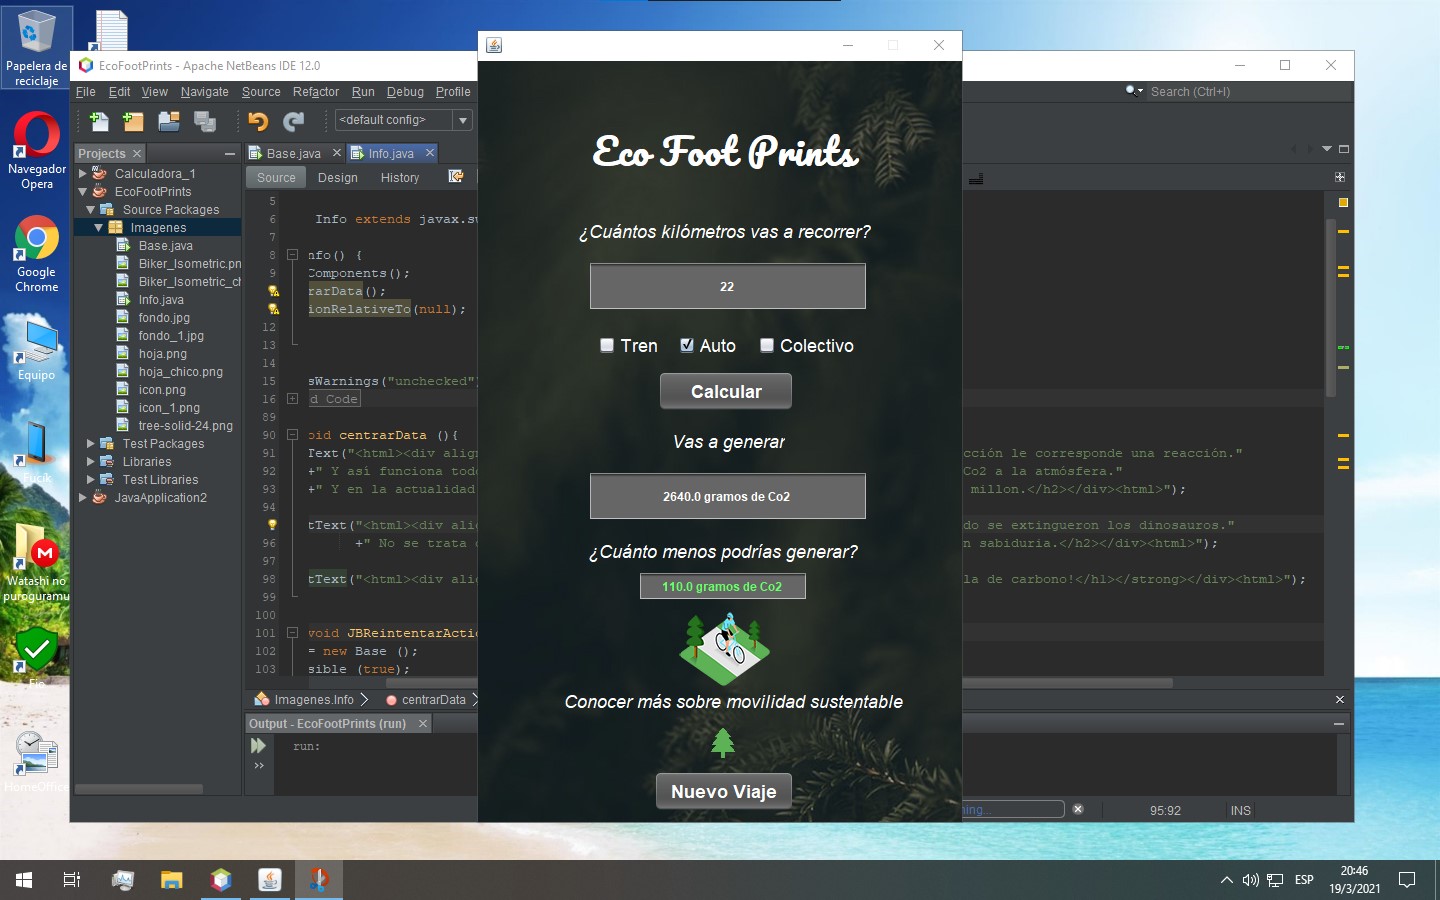 Papelera de
reciclaje
Navegador
Opera
Google
Chrome
Equipo
Fucik
Watashi no
puroguramu
Fio
HomeOffice
EcoFootPrints - Apache NetBeans IDE 12.0
File Edit View Navigate Source Refactor Run Debug Profile
Search (Ctrl+I)
<default config>
Projects
Calculadora_1
EcoFootPrints
Source Packages
Imagenes
Base.java
Biker_Isometric.pn
Biker_Isometric_ch
Info.java
fondo.jpg
fondo_1.jpg
hoja.png
hoja_chico.png
icon.png
icon_1.png
tree-solid-24.png
Test Packages
Libraries
Test Libraries
JavaApplication2
Base.java Info.java
Source Design History
5
6 Info extends javax.sw
7
8 nfo() {
9 Components();
rarData();
ionRelativeTo(null);
12
13
14
15 sWarnings("unchecked")
16 d Code
89
90 oid centrarData (){
91 Text("<html><div align cción le corresponde una reacción."
92 +" Y así funciona todo Co2 a la atmósfera."
93 +" Y en la actualidad millon.</h2></div><html>");
94
tText("<html><div alig do se extingueron los dinosauros."
96 +" No se trata n sabiduria.</h2></div><html>");
97
98 tText("<html><div alig la de carbono!</h1></strong></div><html>");
99
100
101 void JBReintentarActio
102 = new Base ();
103 sible (true);
Imagenes.Info centrarData
Output - EcoFootPrints (run)
run:
95:92 INS
Eco Foot Prints
¿Cuántos kilómetros vas a recorrer?
22
Tren Auto Colectivo
Calcular
Vas a generar
2640.0 gramos de Co2
¿Cuánto menos podrías generar?
110.0 gramos de Co2
Conocer más sobre movilidad sustentable
Nuevo Viaje
ESP
20:46
19/3/2021